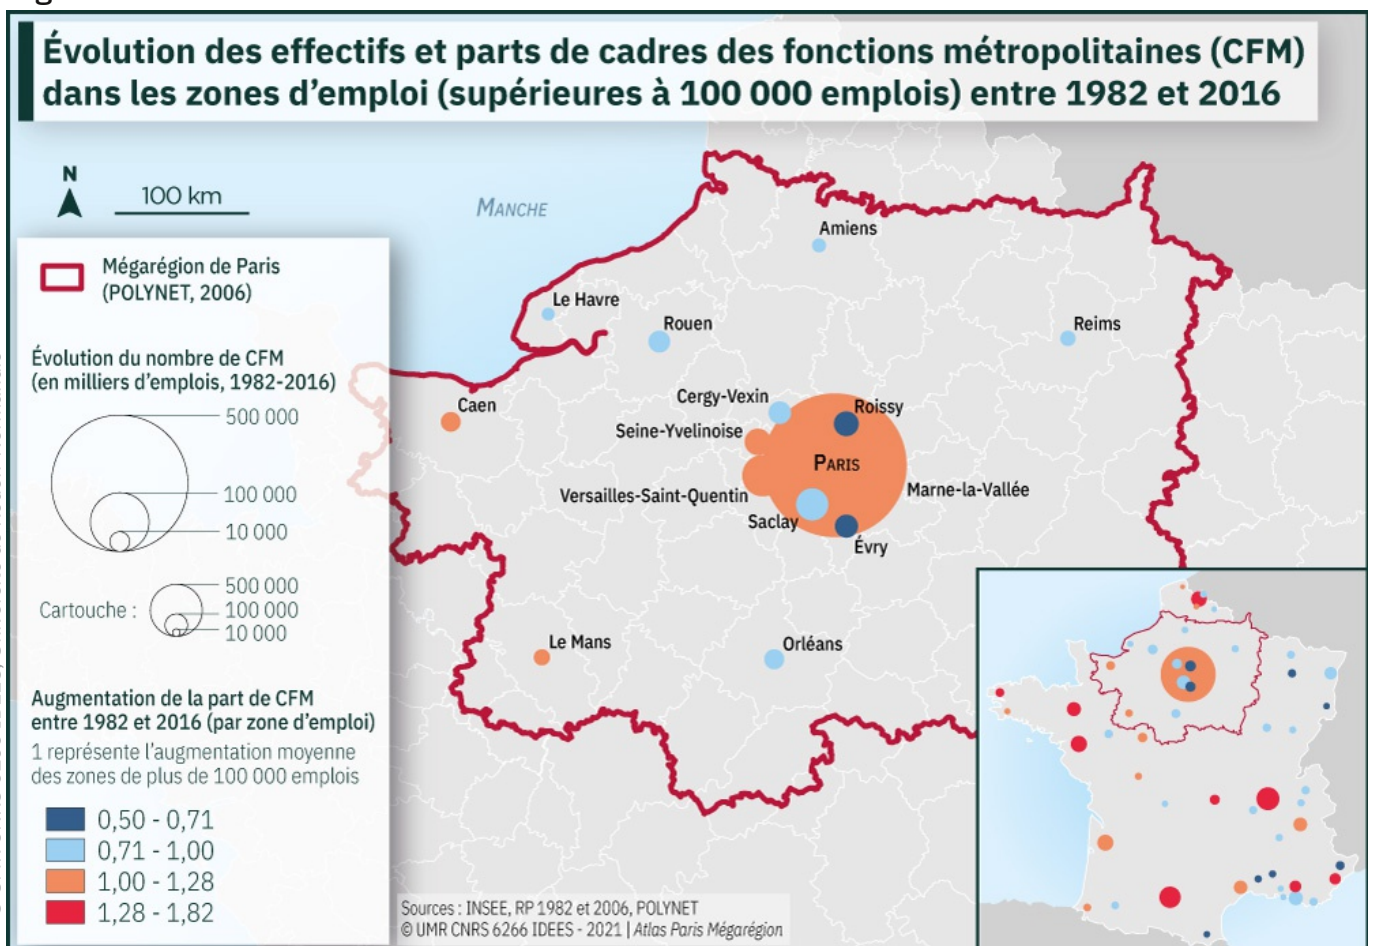 Évolution des effectifs et parts de cadres des fonctions métropolitaines (CFM)
dans les zones d'emploi (supérieures à 100 000 emplois) entre 1982 et 2016
N
100 km
MANCHE
Mégarégion de Paris
(POLYNET, 2006)
Évolution du nombre de CFM
(en milliers d'emplois, 1982-2016)
500 000
100 000
10 000
Cartouche :
500 000
100 000
10 000
Augmentation de la part de CFM
entre 1982 et 2016 (par zone d'emploi)
1 représente l'augmentation moyenne
des zones de plus de 100 000 emplois
0,50 - 0,71
0,71 - 1,00
1,00 - 1,28
1,28 - 1,82
Amiens
Le Havre
Rouen
Reims
Cergy-Vexin
Caen
Roissy
Seine-Yvelinoise
PARIS
Versailles-Saint-Quentin
Marne-la-Vallée
Saclay
Évry
Le Mans
Orléans
Sources : INSEE, RP 1982 et 2006, POLYNET
© UMR CNRS 6266 IDEES - 2021 | Atlas Paris Mégarégion